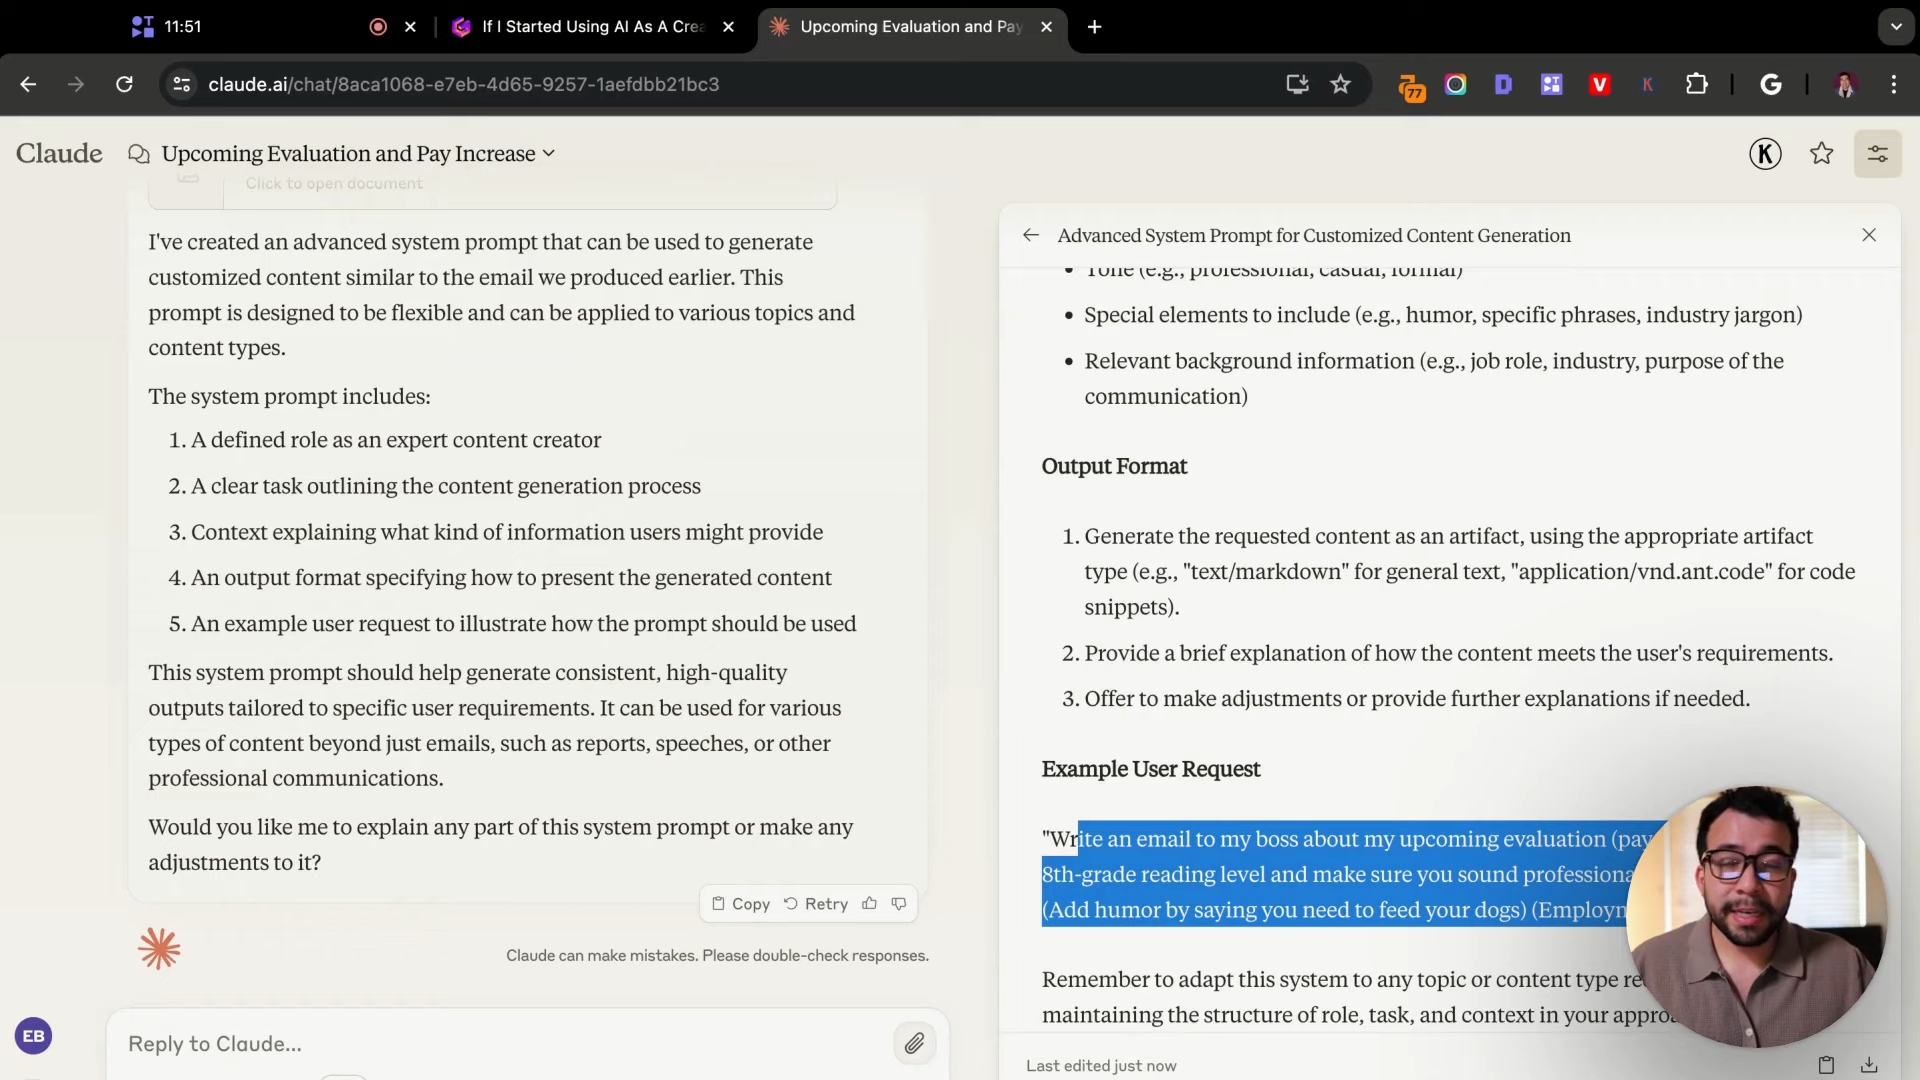 11:51
If I Started Using AI As A Crea
Upcoming Evaluation and Pay
claude.ai/chat/8aca1068-e7eb-4d65-9257-1aefdbb21bc3
77
Claude
Upcoming Evaluation and Pay Increase
K
Click to open document
I've created an advanced system prompt that can be used to generate
customized content similar to the email we produced earlier. This
prompt is designed to be flexible and can be applied to various topics and
content types.
The system prompt includes:
1. A defined role as an expert content creator
2. A clear task outlining the content generation process
3. Context explaining what kind of information users might provide
4. An output format specifying how to present the generated content
5. An example user request to illustrate how the prompt should be used
This system prompt should help generate consistent, high-quality
outputs tailored to specific user requirements. It can be used for various
types of content beyond just emails, such as reports, speeches, or other
professional communications.
Would you like me to explain any part of this system prompt or make any
adjustments to it?
Copy Retry
Claude can make mistakes. Please double-check responses.
EB
Reply to Claude...
Advanced System Prompt for Customized Content Generation
• Tone (e.g., professional, casual, formal)
• Special elements to include (e.g., humor, specific phrases, industry jargon)
• Relevant background information (e.g., job role, industry, purpose of the
communication)
Output Format
1. Generate the requested content as an artifact, using the appropriate artifact
type (e.g., "text/markdown" for general text, "application/vnd.ant.code" for code
snippets).
2. Provide a brief explanation of how the content meets the user's requirements.
3. Offer to make adjustments or provide further explanations if needed.
Example User Request
"Write an email to my boss about my upcoming evaluation (pay
8th-grade reading level and make sure you sound professiona
(Add humor by saying you need to feed your dogs) (Employm
Remember to adapt this system to any topic or content type re
maintaining the structure of role, task, and context in your appro
Last edited just now